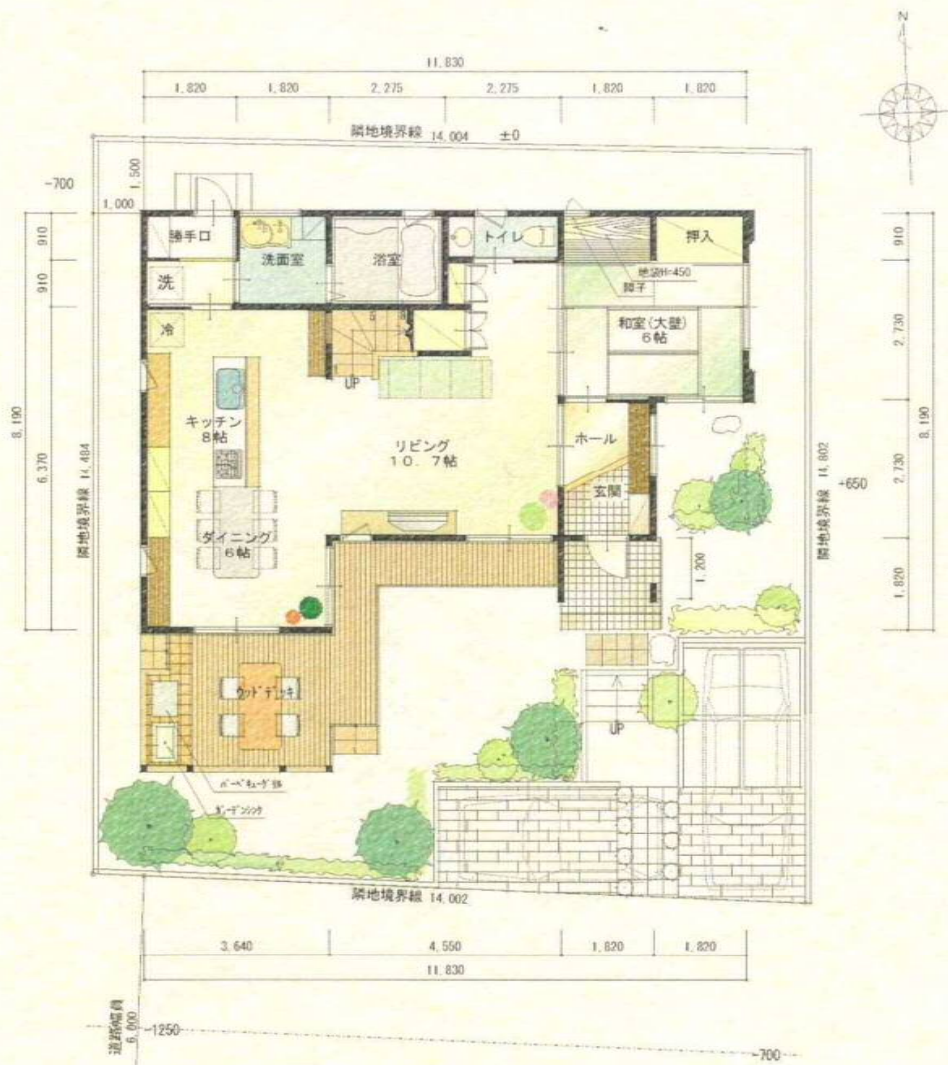 N
11,830
1,820 1,820 2,275 2,275 1,820 1,820
隣地境界線 14,004 ±0
-700
1,500
1,000
910
910
6,370
8,190
隣地境界線 14,484
勝手口
洗面室
浴室
トイレ
押入
地袋H=450
障子
洗
冷
和室(大壁)
6帖
UP
キッチン
8帖
リビング
10.7帖
ホール
玄関
ダイニング
6帖
1,200
910
2,730
2,730
1,820
8,190
隣地境界線 14,802
+650
ウッドデッキ
UP
バーベキュー炉
ガーデンシンク
隣地境界線 14,002
3,640 4,550 1,820 1,820
11,830
道路幅員
6,000
-1250
-700